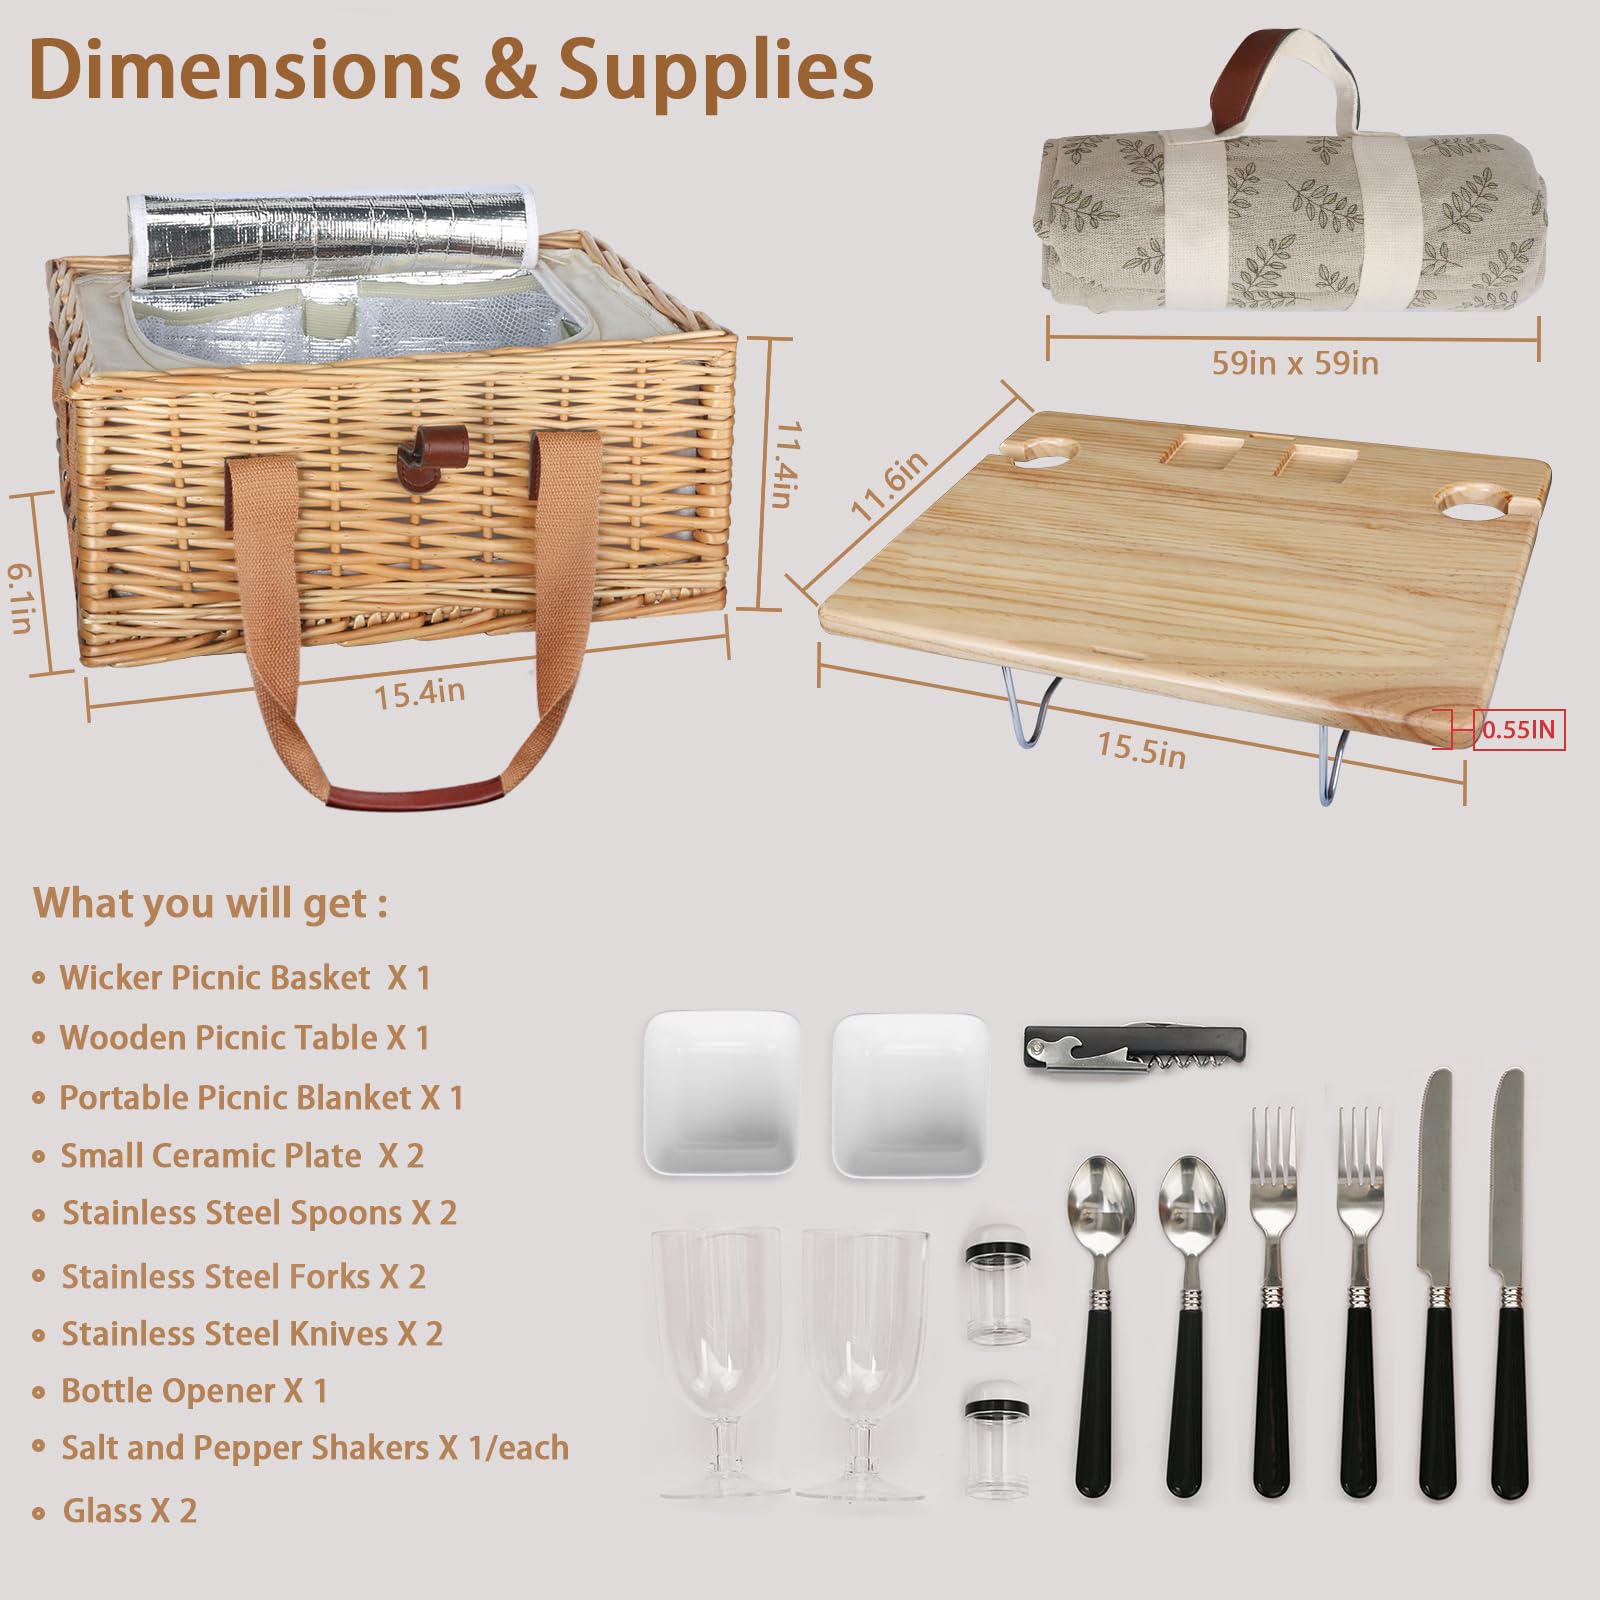 Dimensions & Supplies
59in x 59in
11.4in
11.6in
6.1in
15.4in
15.5in
0.55IN
What you will get :
Wicker Picnic Basket X 1
Wooden Picnic Table X 1
Portable Picnic Blanket X 1
Small Ceramic Plate X 2
Stainless Steel Spoons X 2
Stainless Steel Forks X 2
Stainless Steel Knives X 2
Bottle Opener X 1
Salt and Pepper Shakers X 1/each
Glass X 2